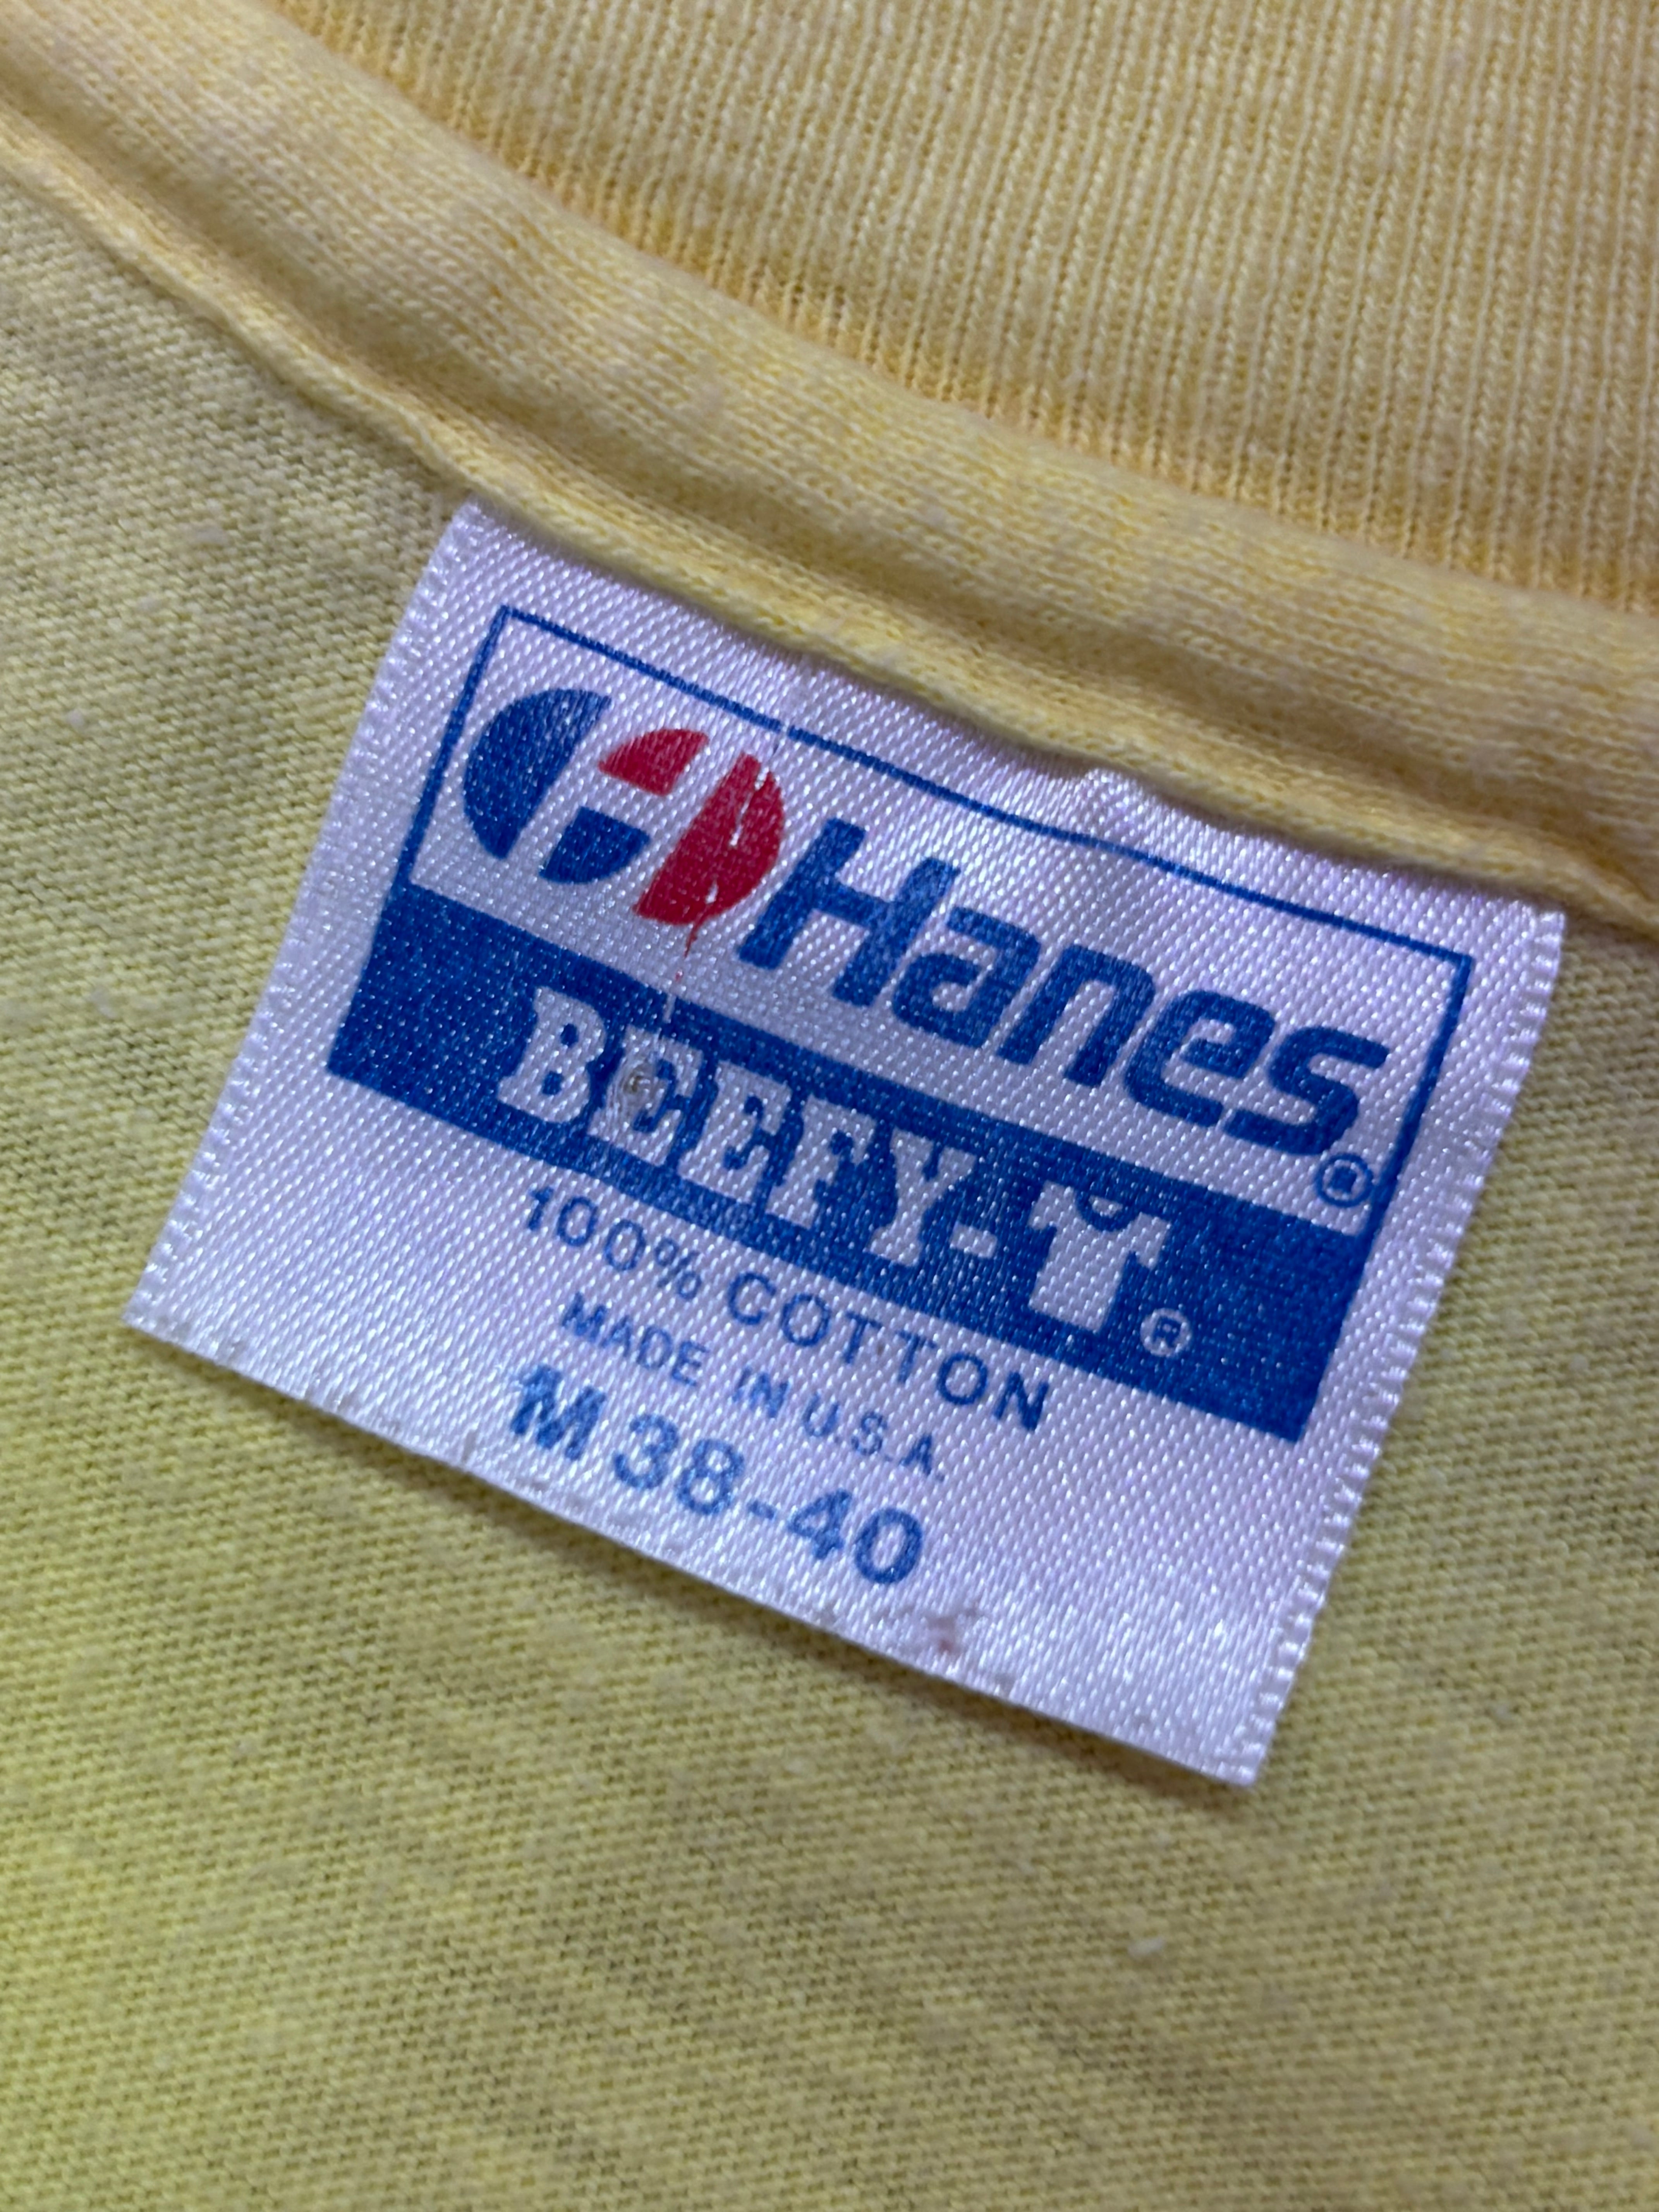 Hanes®
BEEFY-T®
100% COTTON
MADE IN U.S.A.
M 38-40